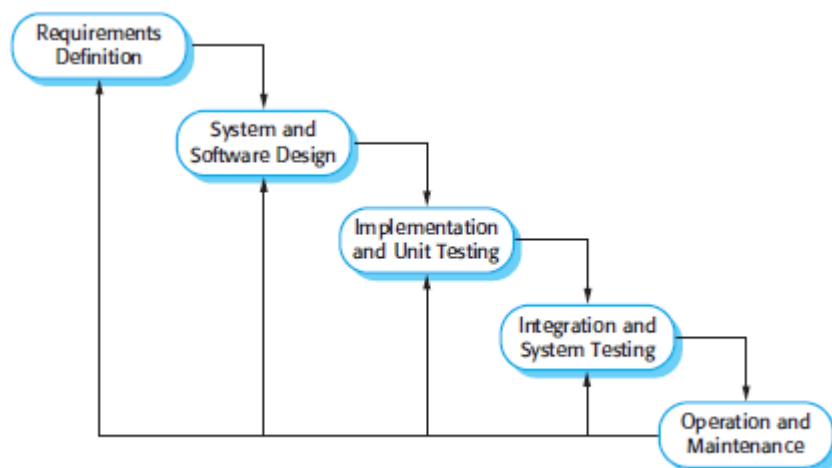 Requirements
Definition
System and
Software Design
Implementation
and Unit Testing
Integration and
System Testing
Operation and
Maintenance